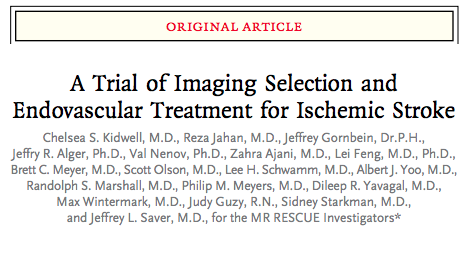 ORIGINAL ARTICLE
A Trial of Imaging Selection and
Endovascular Treatment for Ischemic Stroke
Chelsea S. Kidwell, M.D., Reza Jahan, M.D., Jeffrey Gornbein, Dr.P.H.,
Jeffry R. Alger, Ph.D., Val Nenov, Ph.D., Zahra Ajani, M.D., Lei Feng, M.D., Ph.D.,
Brett C. Meyer, M.D., Scott Olson, M.D., Lee H. Schwamm, M.D., Albert J. Yoo, M.D.,
Randolph S. Marshall, M.D., Philip M. Meyers, M.D., Dileep R. Yavagal, M.D.,
Max Wintermark, M.D., Judy Guzy, R.N., Sidney Starkman, M.D.,
and Jeffrey L. Saver, M.D., for the MR RESCUE Investigators*